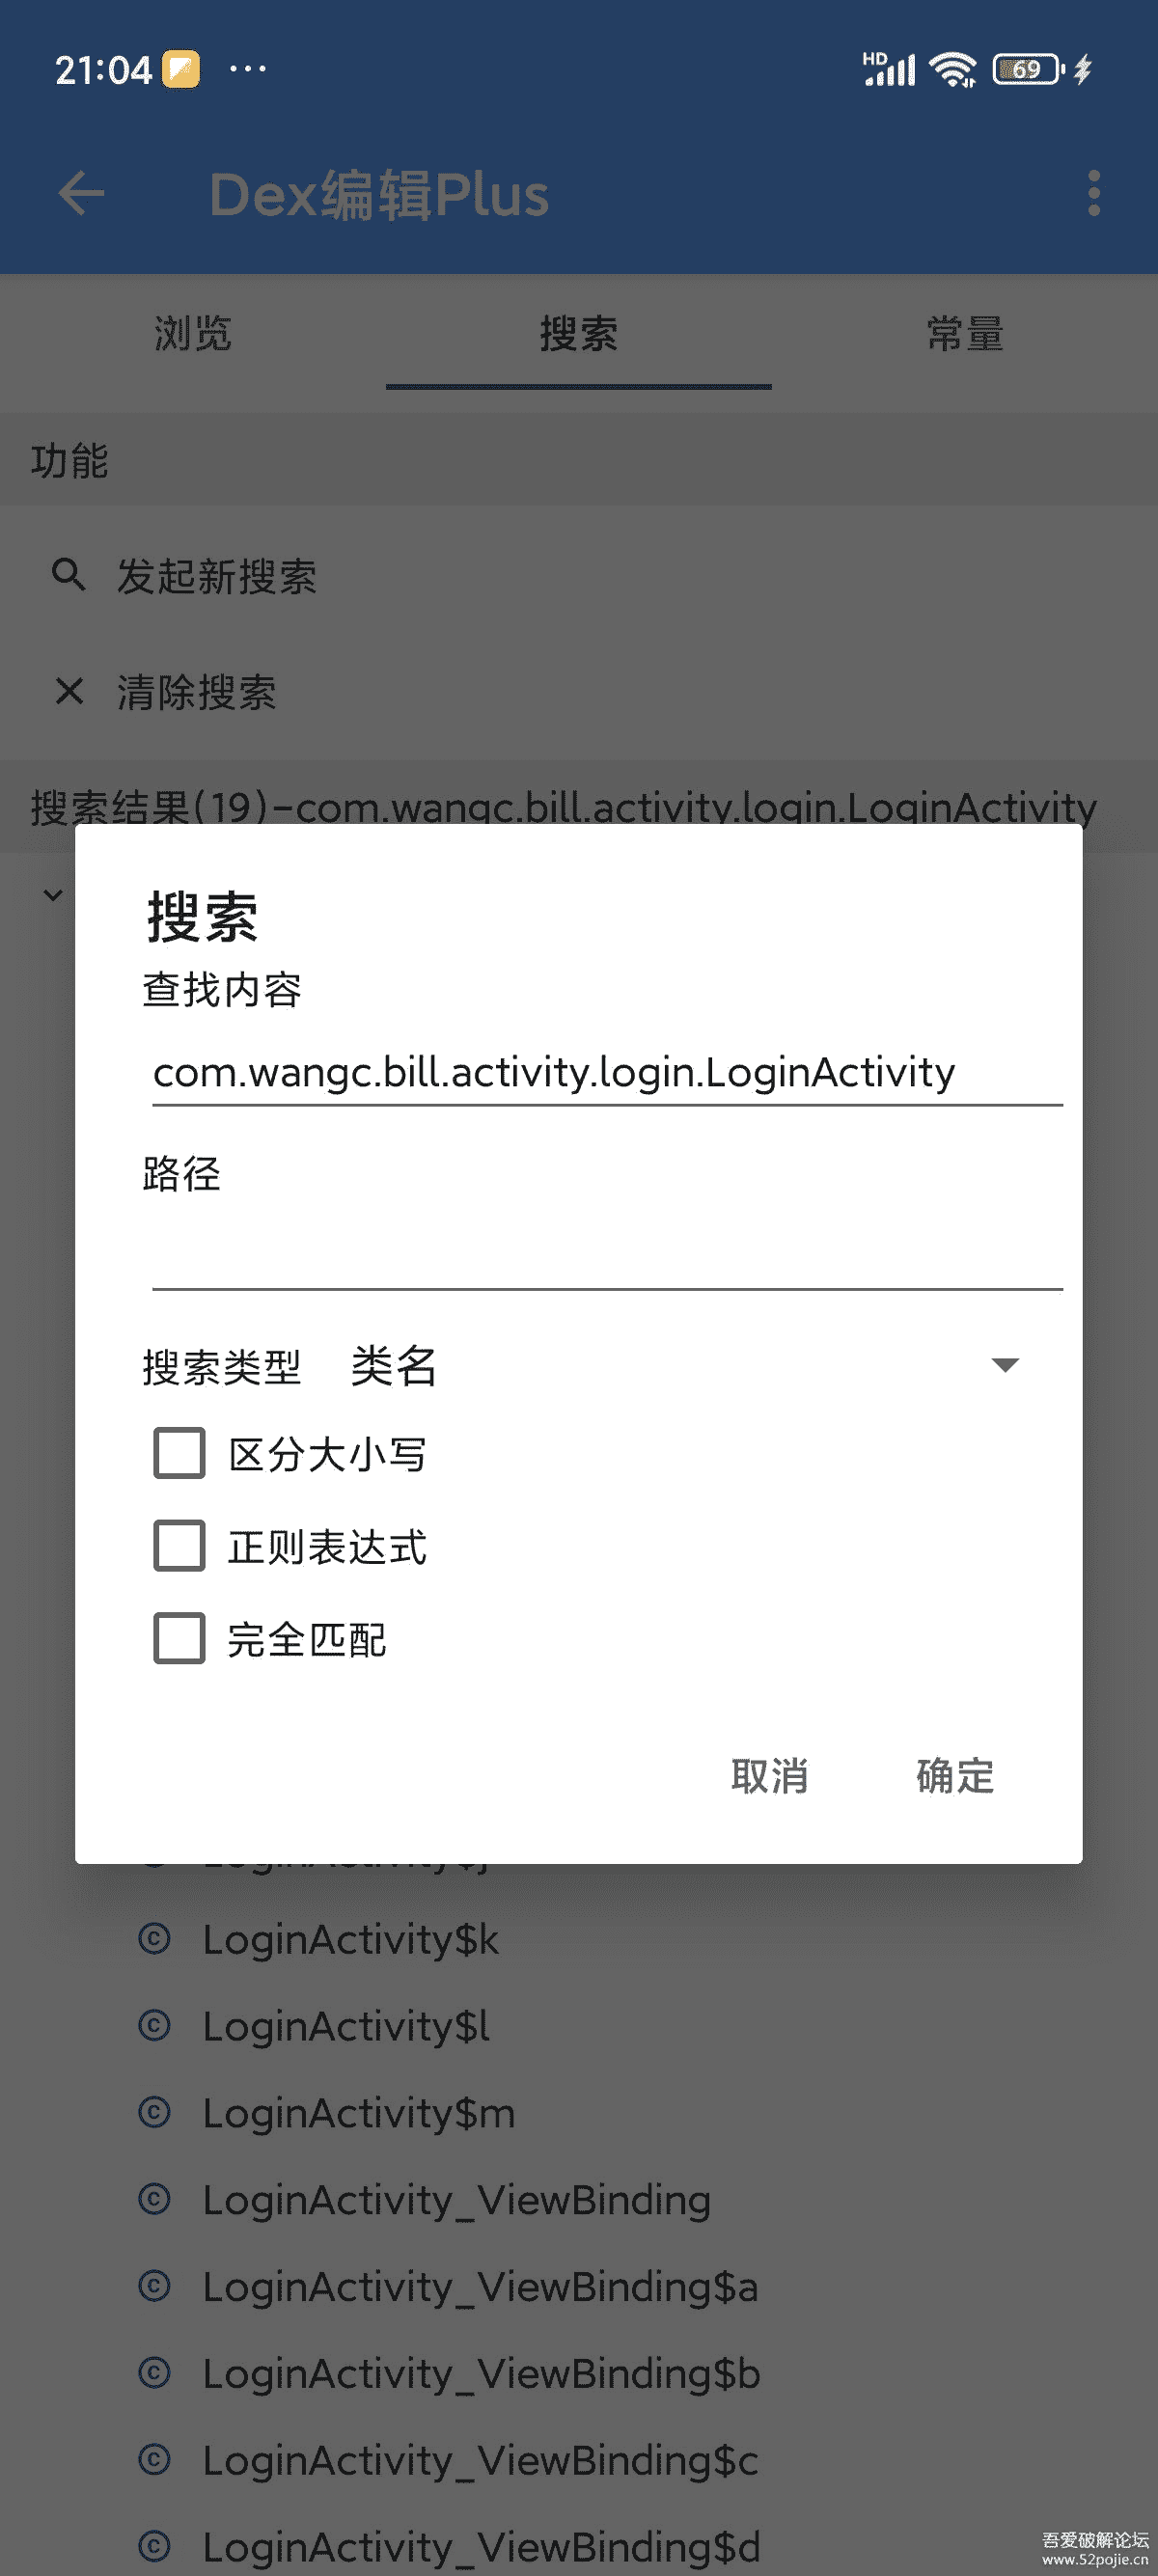 21:04 ...
HD 69
Dex编辑Plus
浏览 搜索 常量
功能
发起新搜索
清除搜索
搜索结果(19)-com.wangc.bill.activity.login.LoginActivity
搜索
查找内容
com.wangc.bill.activity.login.LoginActivity
路径
搜索类型 类名
区分大小写
正则表达式
完全匹配
取消 确定
LoginActivity$j
LoginActivity$k
LoginActivity$l
LoginActivity$m
LoginActivity_ViewBinding
LoginActivity_ViewBinding$a
LoginActivity_ViewBinding$b
LoginActivity_ViewBinding$c
LoginActivity_ViewBinding$d
吾爱破解论坛
www.52pojie.cn